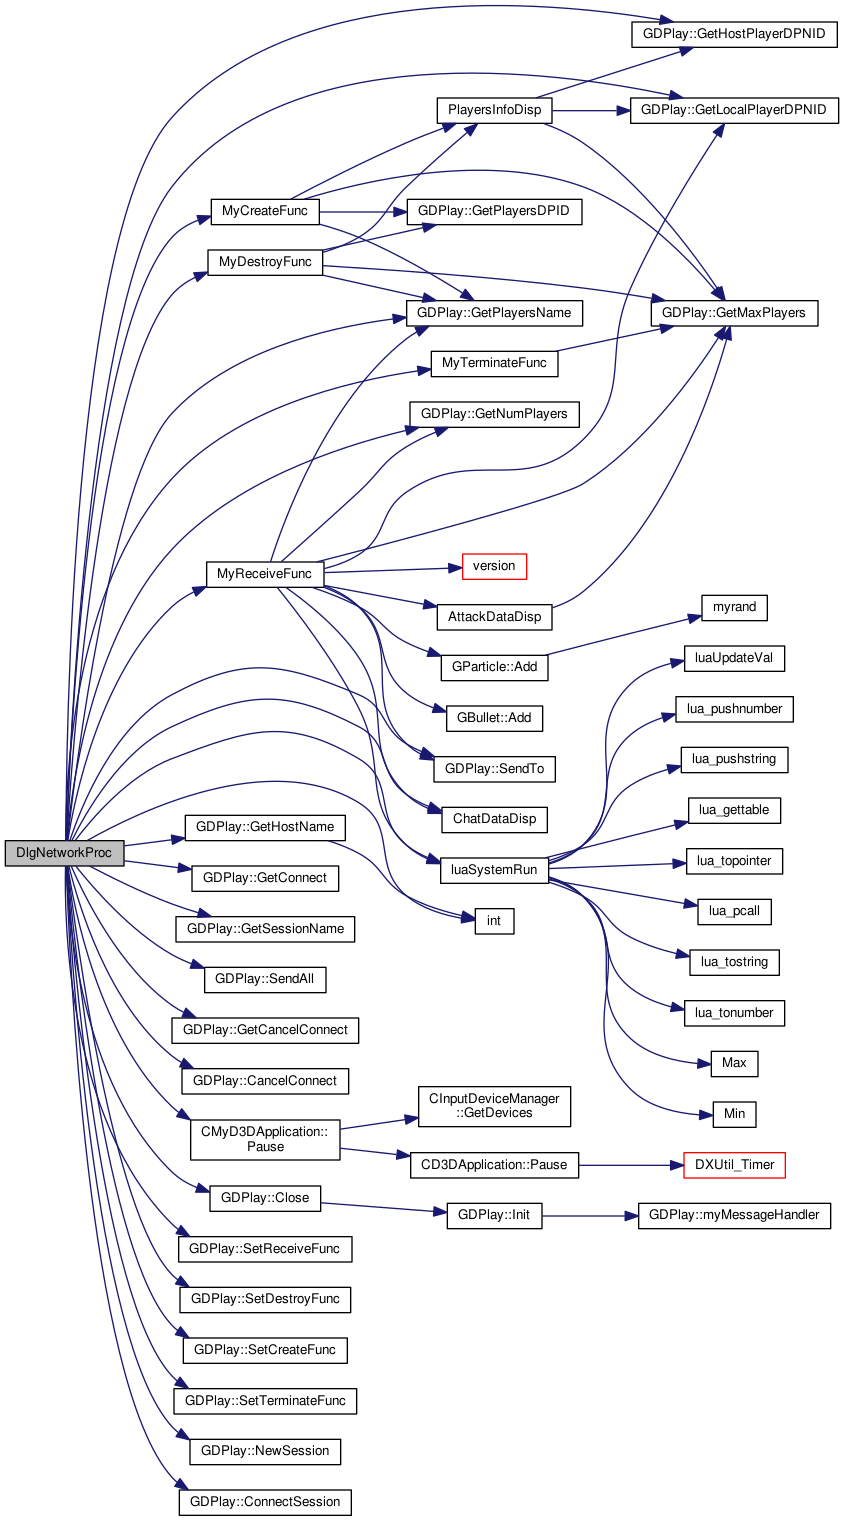 GDPlay::GetHostPlayerDPNID
PlayersInfoDisp
GDPlay::GetLocalPlayerDPNID
MyCreateFunc
GDPlay::GetPlayersDPID
MyDestroyFunc
GDPlay::GetPlayersName
GDPlay::GetMaxPlayers
MyTerminateFunc
GDPlay::GetNumPlayers
MyReceiveFunc
version
AttackDataDisp
myrand
GParticle::Add
luaUpdateVal
GBullet::Add
lua_pushnumber
GDPlay::SendTo
lua_pushstring
ChatDataDisp
lua_gettable
GDPlay::GetHostName
DlgNetworkProc
luaSystemRun
lua_topointer
GDPlay::GetConnect
int
lua_pcall
GDPlay::GetSessionName
lua_tostring
GDPlay::SendAll
lua_tonumber
GDPlay::GetCancelConnect
Max
GDPlay::CancelConnect
Min
CInputDeviceManager
::GetDevices
CMyD3DApplication::
Pause
CD3DApplication::Pause
DXUtil_Timer
GDPlay::Close
GDPlay::Init
GDPlay::myMessageHandler
GDPlay::SetReceiveFunc
GDPlay::SetDestroyFunc
GDPlay::SetCreateFunc
GDPlay::SetTerminateFunc
GDPlay::NewSession
GDPlay::ConnectSession